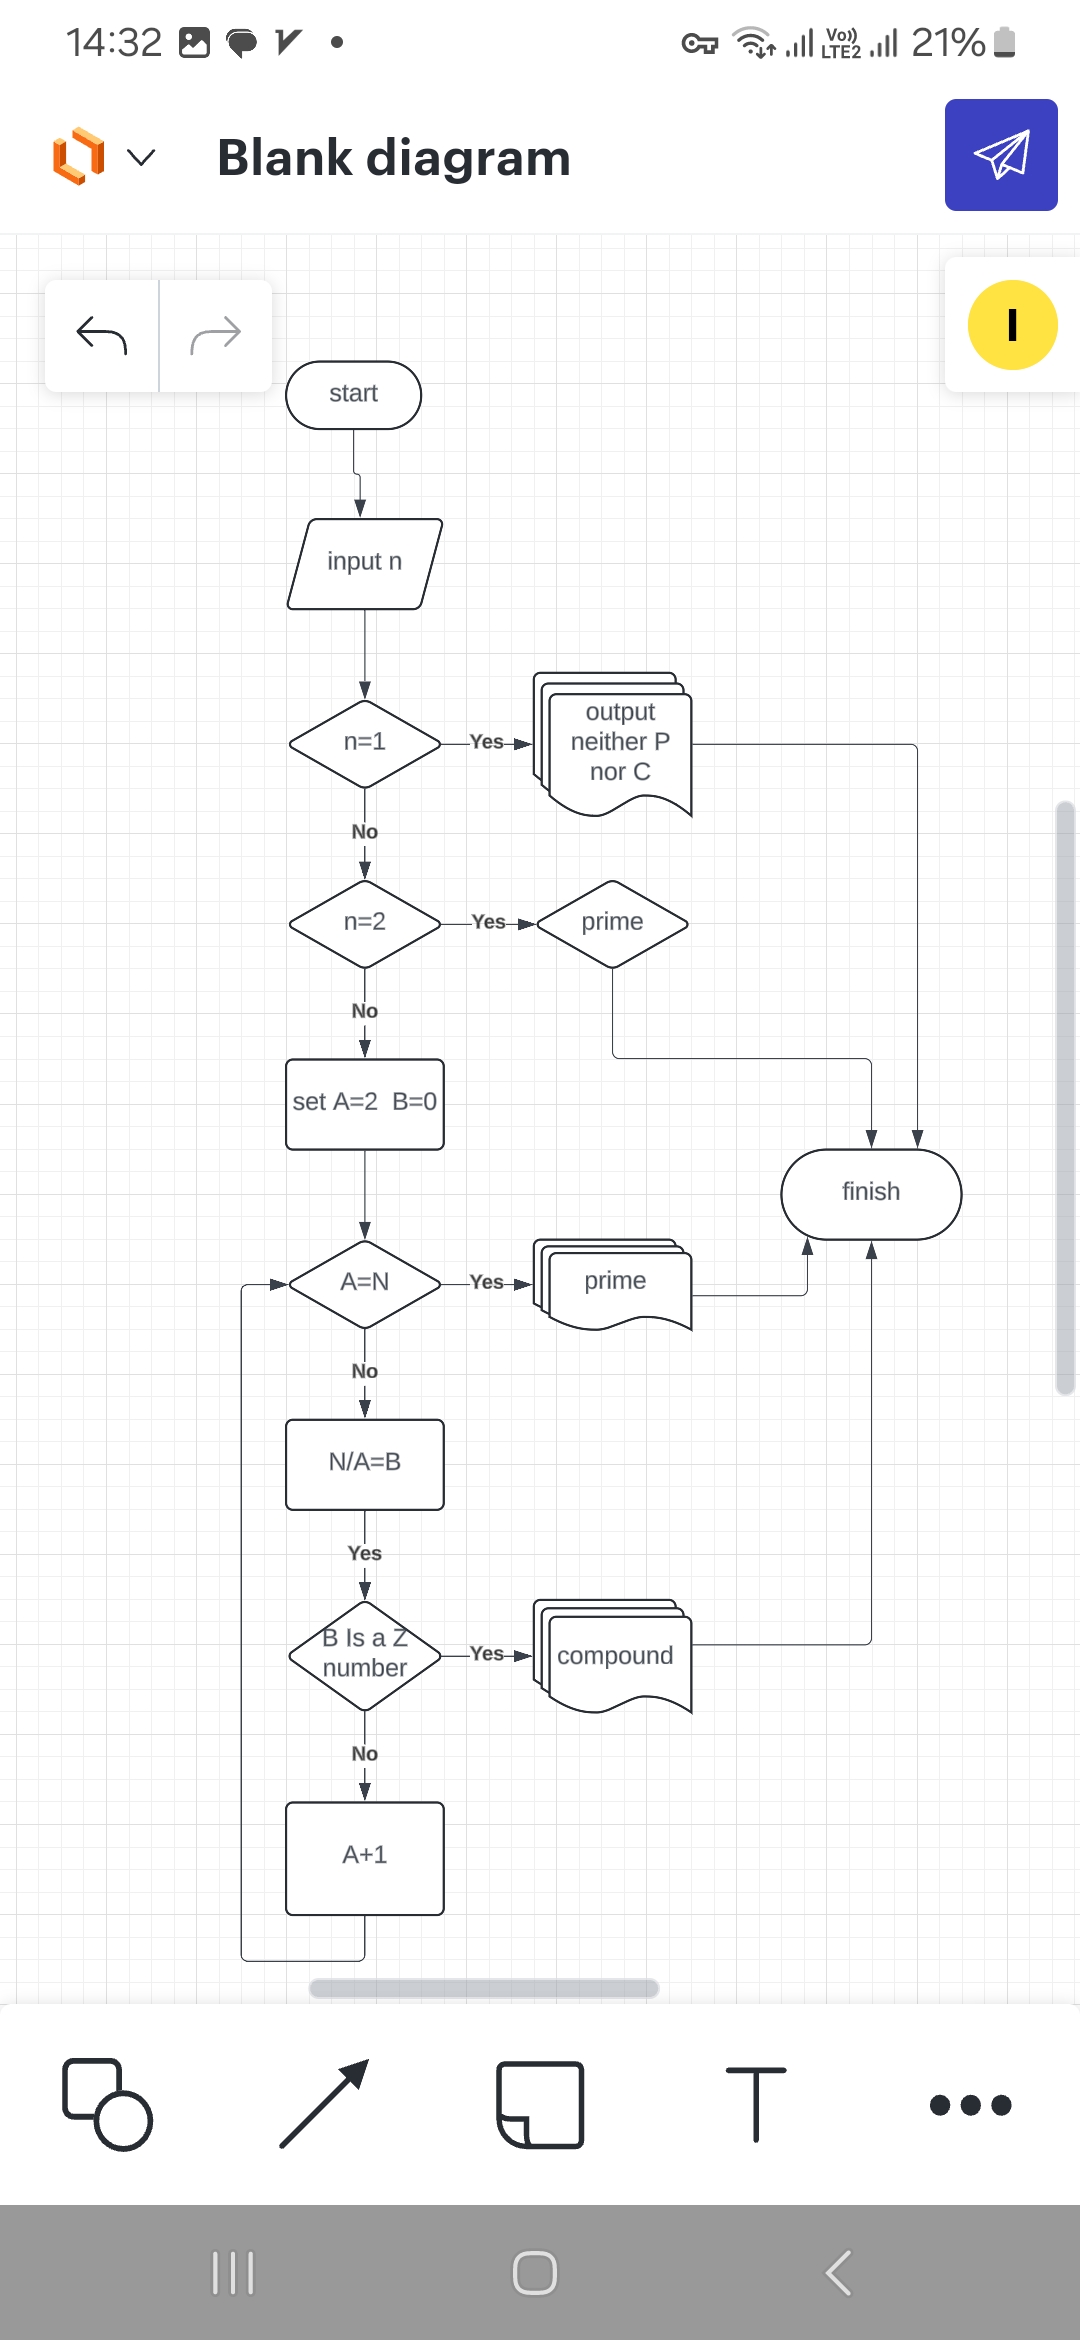 14:32
Vo))
LTE2
21%
Blank diagram
I
start
input n
output
neither P
nor C
n=1
Yes
No
n=2
Yes
prime
No
set A=2  B=0
finish
A=N
Yes
prime
No
N/A=B
Yes
B Is a Z
number
Yes
compound
No
A+1
T